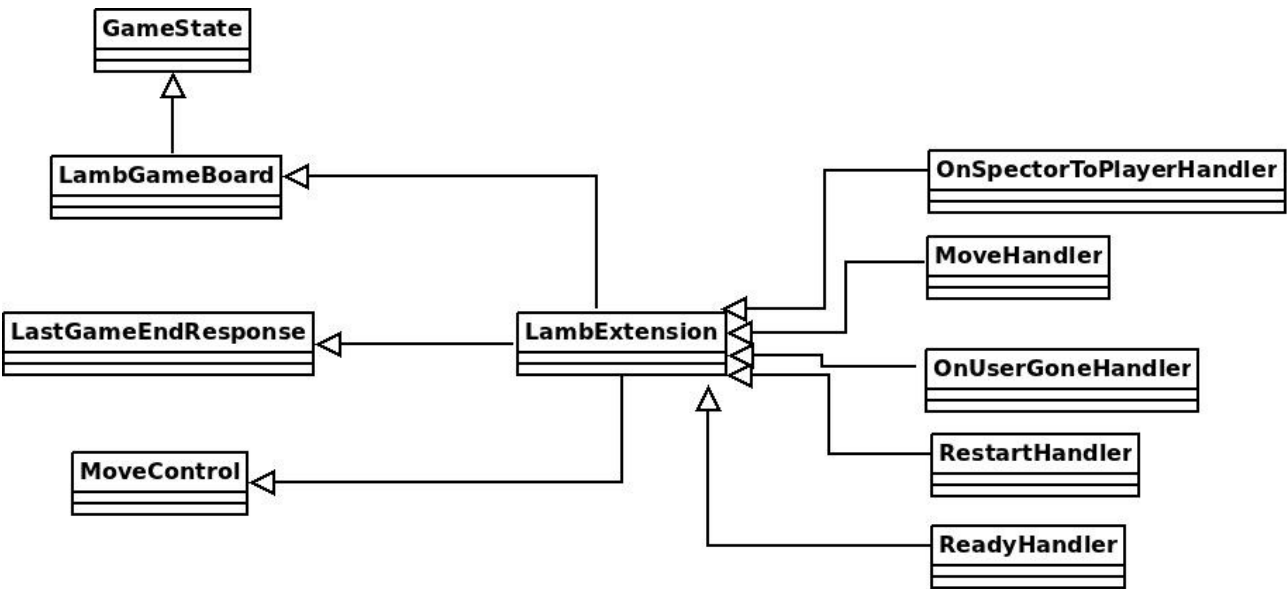 GameState
LambGameBoard
OnSpectorToPlayerHandler
MoveHandler
LastGameEndResponse
LambExtension
OnUserGoneHandler
MoveControl
RestartHandler
ReadyHandler